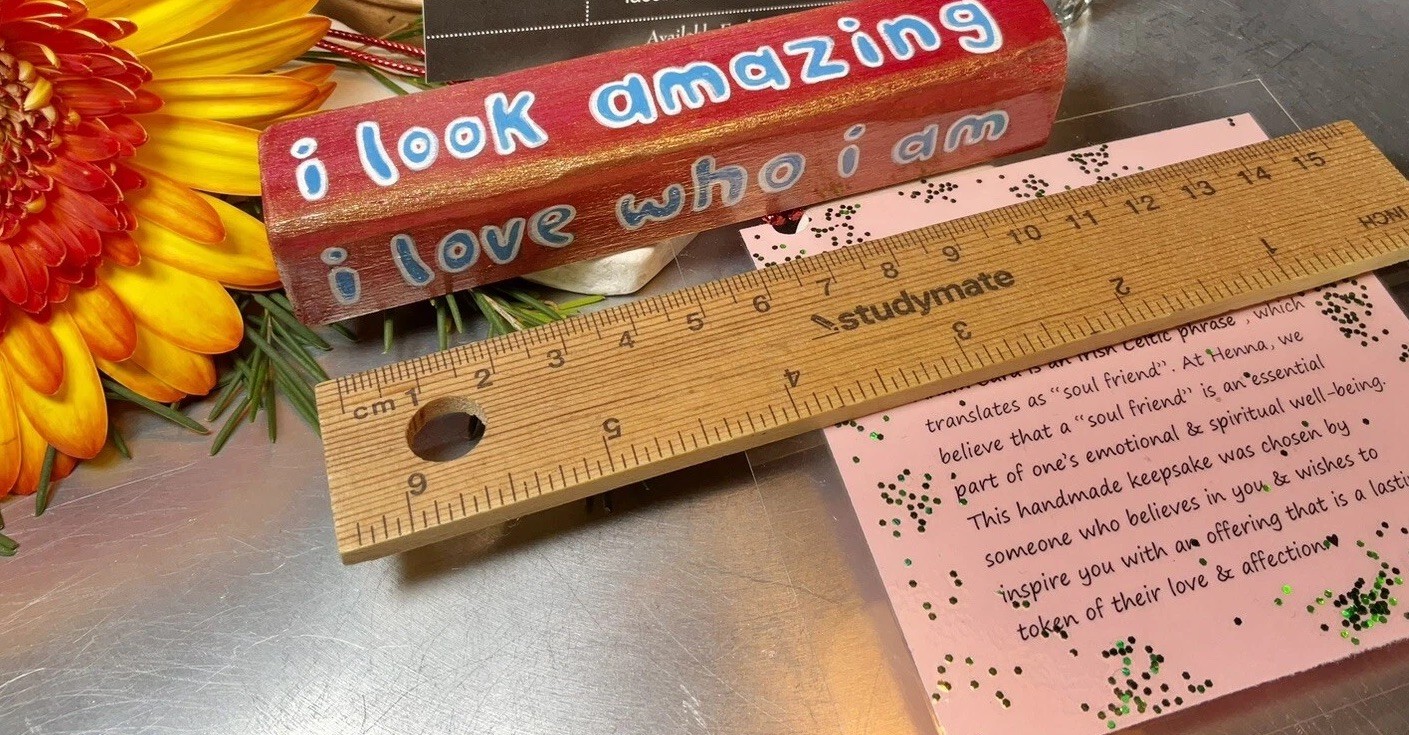 Available
i look amazing
i love who i am
1 2 3 4 5 6 7 8 9 10 11 12 13 14 15
cm
studymate
INCH
1 2 3 4 5 6
is an Irish Celtic phrase, which
translates as "soul friend". At Henna, we
believe that a "soul friend" is an essential
part of one's emotional & spiritual well-being.
This handmade keepsake was chosen by
someone who believes in you & wishes to
inspire you with an offering that is a
token of their love & affection